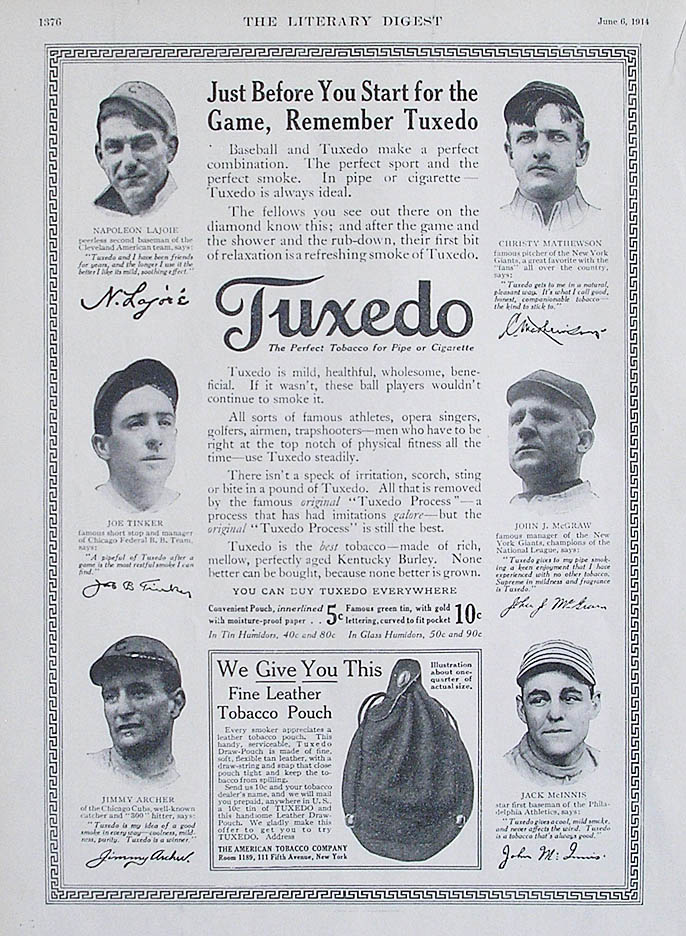 1376
THE LITERARY DIGEST
June 6, 1914
Just Before You Start for the
Game, Remember Tuxedo
Baseball and Tuxedo make a perfect
combination. The perfect sport and the
perfect smoke. In pipe or cigarette—
Tuxedo is always ideal.
The fellows you see out there on the
diamond know this; and after the game and
the shower and the rub-down, their first bit
of relaxation is a refreshing smoke of Tuxedo.
C
NAPOLEON LAJOIE
peerless second baseman of the
Cleveland American team, says:
"Tuxedo and I have been friends
for years, and the longer I use it the
better I like its mild, soothing effect."
N. Lajoie
CHRISTY MATHEWSON
famous pitcher of the New York
Giants, a great favorite with the
"fans" all over the country,
says:
"Tuxedo gets to me in a natural,
pleasant way. It's what I call good,
honest, companionable tobacco—
the kind to stick to."
C Mathewson
Tuxedo
The Perfect Tobacco for Pipe or Cigarette
Tuxedo is mild, healthful, wholesome, bene-
ficial. If it wasn't, these ball players wouldn't
continue to smoke it.
All sorts of famous athletes, opera singers,
golfers, airmen, trapshooters—men who have to be
right at the top notch of physical fitness all the
time—use Tuxedo steadily.
There isn't a speck of irritation, scorch, sting
or bite in a pound of Tuxedo. All that is removed
by the famous original "Tuxedo Process"—a
process that has had imitations galore—but the
original "Tuxedo Process" is still the best.
Tuxedo is the best tobacco—made of rich,
mellow, perfectly aged Kentucky Burley. None
better can be bought, because none better is grown.
YOU CAN BUY TUXEDO EVERYWHERE
Convenient Pouch, innerlined
with moisture-proof paper . . 5c
Famous green tin, with gold
lettering, curved to fit pocket 10c
In Tin Humidors, 40c and 80c In Glass Humidors, 50c and 90c
JOE TINKER
famous short stop and manager
of Chicago Federal B. B. Team,
says:
"A pipeful of Tuxedo after a
game is the most restful smoke I can
find."
Jos B Tinker
JOHN J. McGRAW
famous manager of the New
York Giants, champions of the
National League, says:
"Tuxedo gives to my pipe smok-
ing a keen enjoyment that I have
experienced with no other tobacco.
Supreme in mildness and fragrance
is Tuxedo."
John J McGraw
C
JIMMY ARCHER
of the Chicago Cubs, well-known
catcher and "300" hitter, says:
"Tuxedo is my idea of a good
smoke in every way—coolness, mild-
ness, purity. Tuxedo is a winner."
Jimmy Archer
We Give You This
Fine Leather
Tobacco Pouch
Illustration
about one-
quarter of
actual size.
Every smoker appreciates a
leather tobacco pouch. This
handy, serviceable, Tuxedo
Draw-Pouch is made of fine,
soft, flexible tan leather, with a
draw-string and snap that close
pouch tight and keep the to-
bacco from spilling.
Send us 10c and your tobacco
dealer's name, and we will mail
you prepaid, anywhere in U. S.
a 10c tin of TUXEDO and
this handsome Leather Draw-
Pouch. We gladly make this
offer to get you to try
TUXEDO. Address
THE AMERICAN TOBACCO COMPANY
Room 1189, 111 Fifth Avenue, New York
JACK McINNIS
star first baseman of the Phila-
delphia Athletics, says:
"Tuxedo gives a cool, mild smoke,
and never affects the wind. Tuxedo
is a tobacco that's always good."
John McInnis